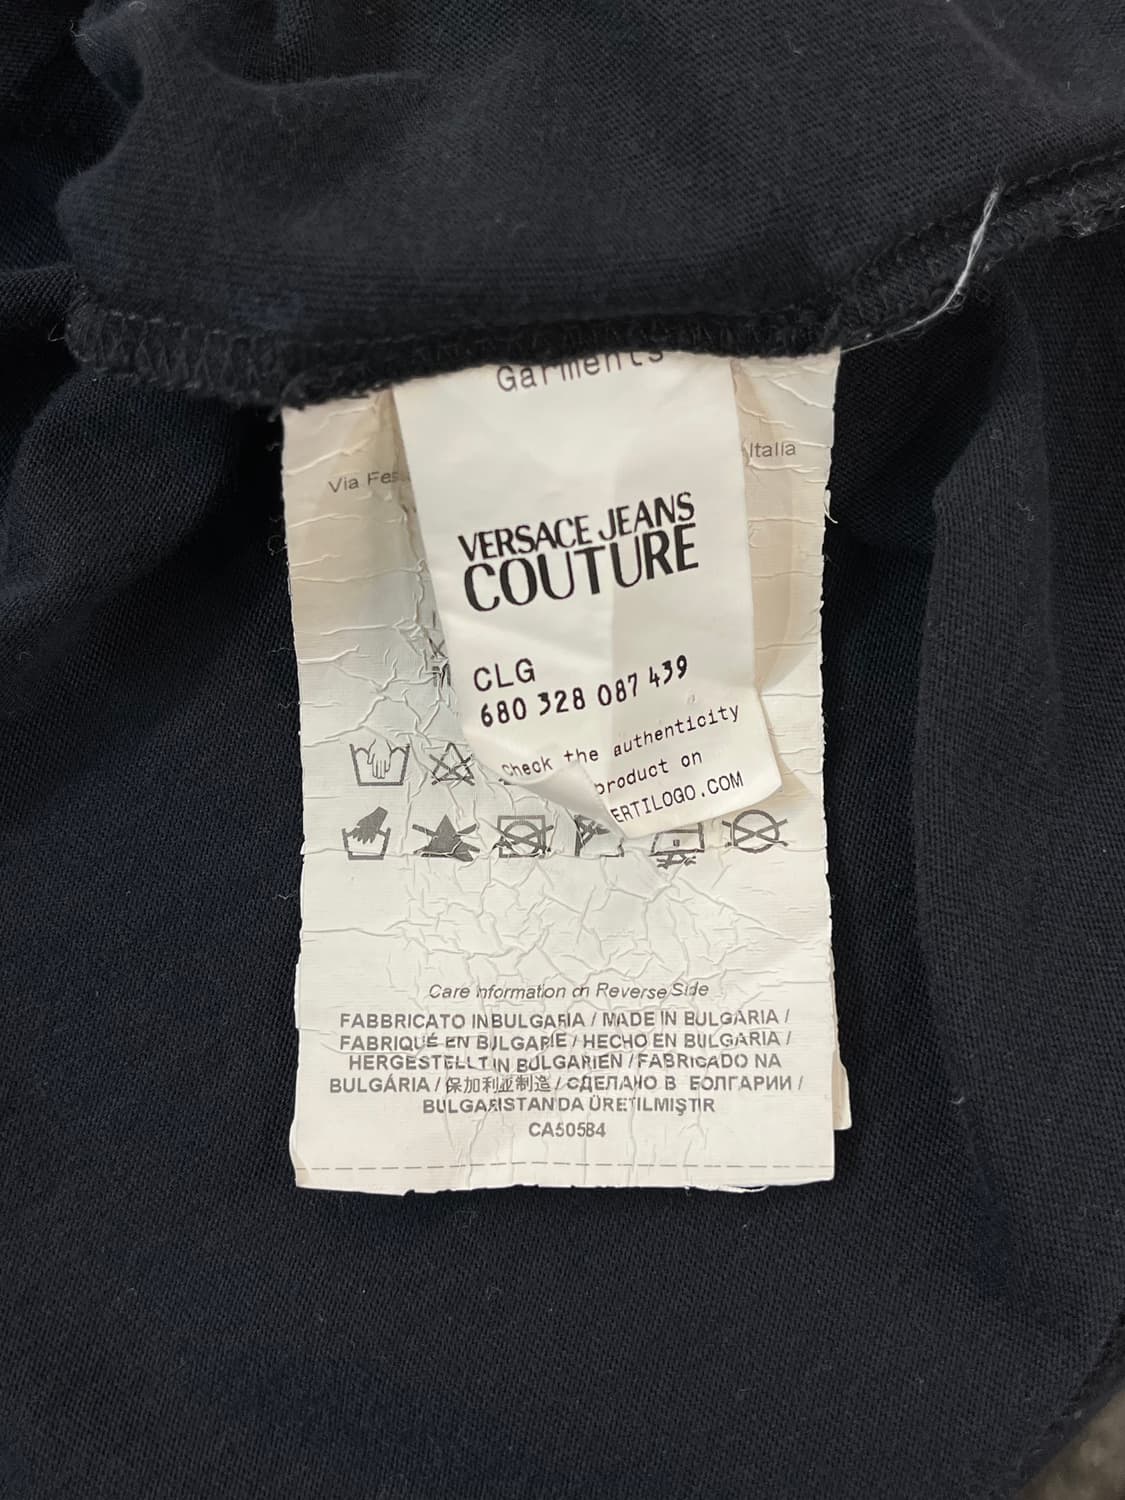 Garments
Via Fes
Italia
VERSACE JEANS
COUTURE
CLG
680 328 087 439
Check the authenticity
product on
ERTILOGO.COM
Care Information on Reverse Side
FABBRICATO IN BULGARIA / MADE IN BULGARIA /
FABRIQUÉ EN BULGARIE / HECHO EN BULGARIA /
HERGESTELLT IN BULGARIEN / FABRICADO NA
BULGÁRIA / 保加利亚制造 / СДЕЛАНО В БОЛГАРИИ /
BULGARISTANDA ÜRETILMIŞTIR
CA50584